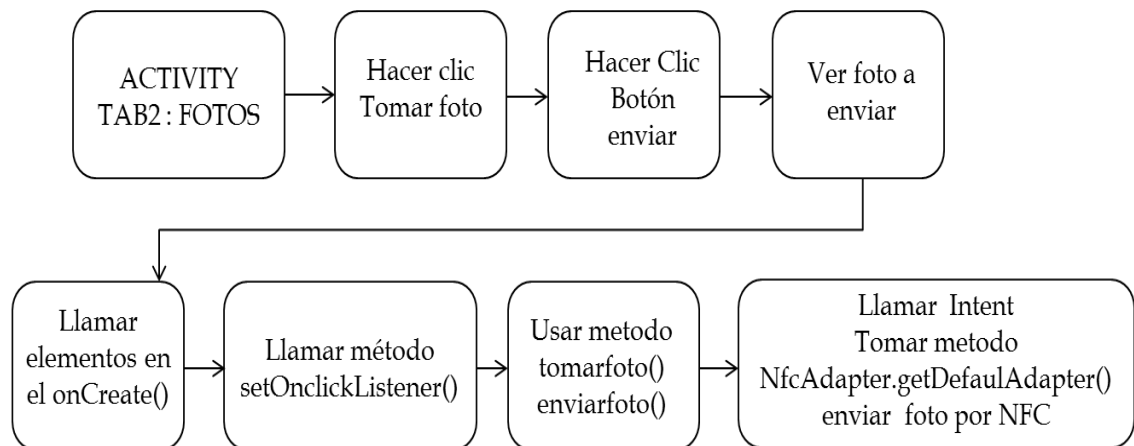 ACTIVITY
TAB2 : FOTOS
Hacer clic
Tomar foto
Hacer Clic
Botón
enviar
Ver foto a
enviar
Llamar
elementos en
el onCreate()
Llamar método
setOnclickListener()
Usar metodo
tomarfoto()
enviarfoto()
Llamar Intent
Tomar metodo
NfcAdapter.getDefaulAdapter()
enviar foto por NFC